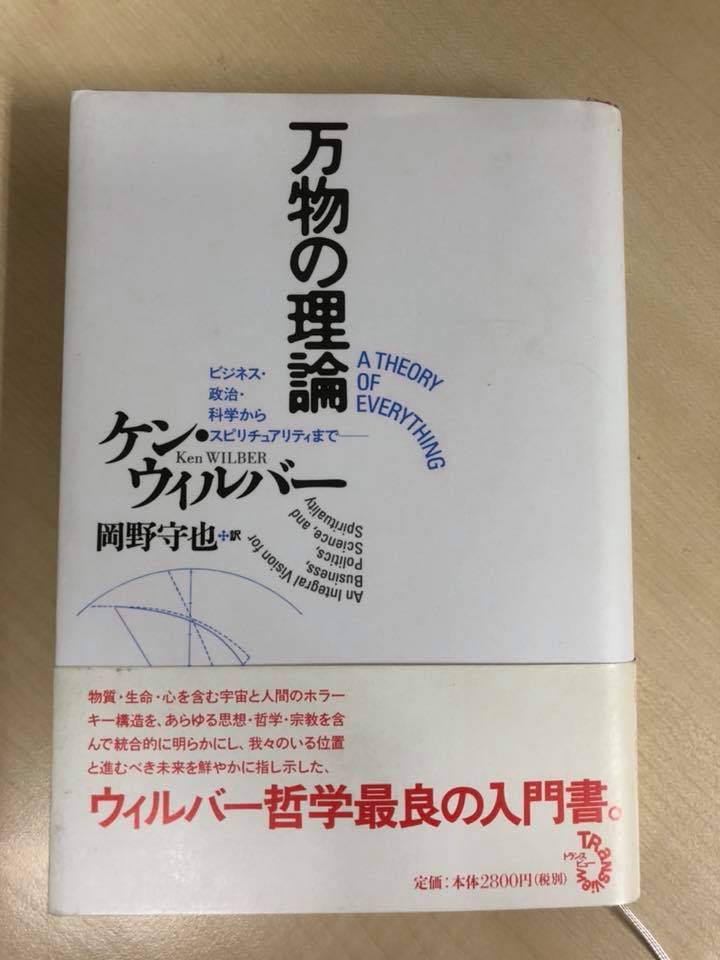 万物の理論
A THEORY
OF
EVERYTHING
ビジネス・
政治・
科学から
スピリチュアリティまで──
ケン・
Ken WILBER
ウィルバー
岡野守也✣訳
An Integral Vision for
Business,
Politics,
Science, and
Spirituality
物質・生命・心を含む宇宙と人間のホラー
キー構造を、あらゆる思想・哲学・宗教を含
んで統合的に明らかにし、我々のいる位置
と進むべき未来を鮮やかに指し示した、
ウィルバー哲学最良の入門書。
TRansview
トランス
ビュー
定価：本体2800円（税別）